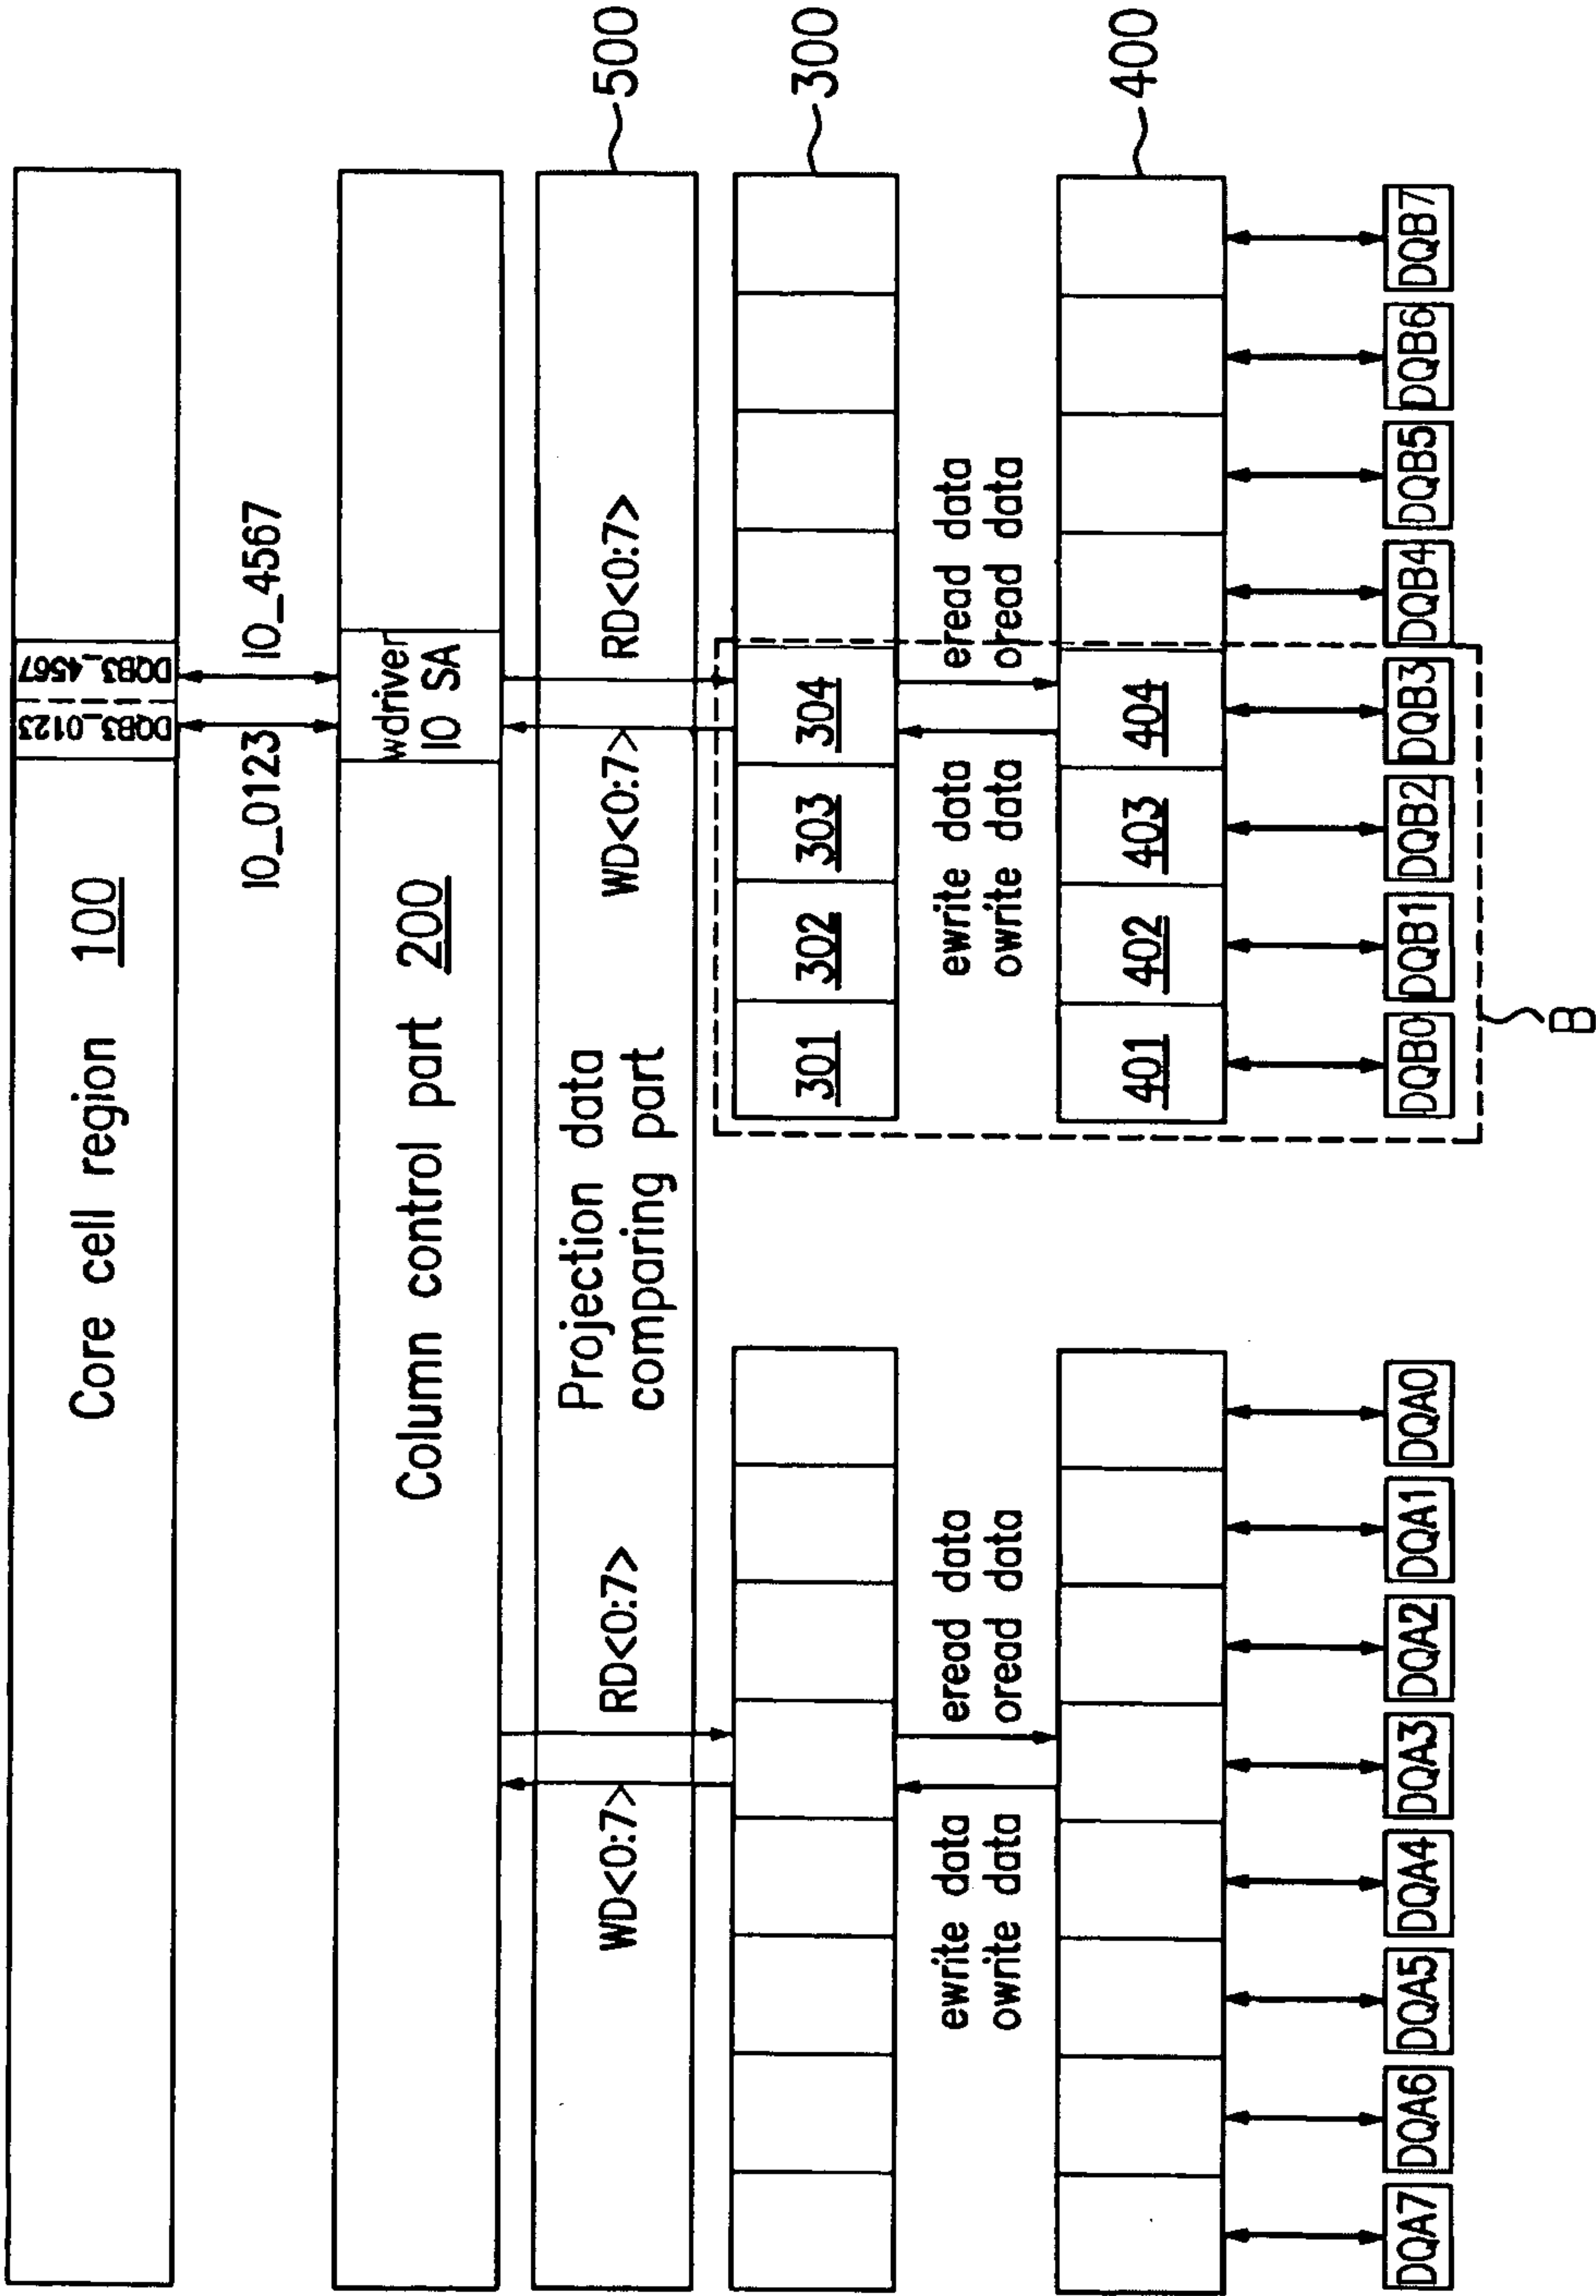 Core cell region 100
DQB3_0123
DQB3_4567
IO_0123
IO_4567
Column control part 200
wdriver
IO SA
Projection data
comparing part
500
WD<0:7>
RD<0:7>
WD<0:7>
RD<0:7>
300
301
302
303
304
ewrite data
owrite data
eread data
oread data
ewrite data
owrite data
eread data
oread data
400
401
402
403
404
DQA7
DQA6
DQA5
DQA4
DQA3
DQA2
DQA1
DQA0
DQB0
DQB1
DQB2
DQB3
DQB4
DQB5
DQB6
DQB7
B